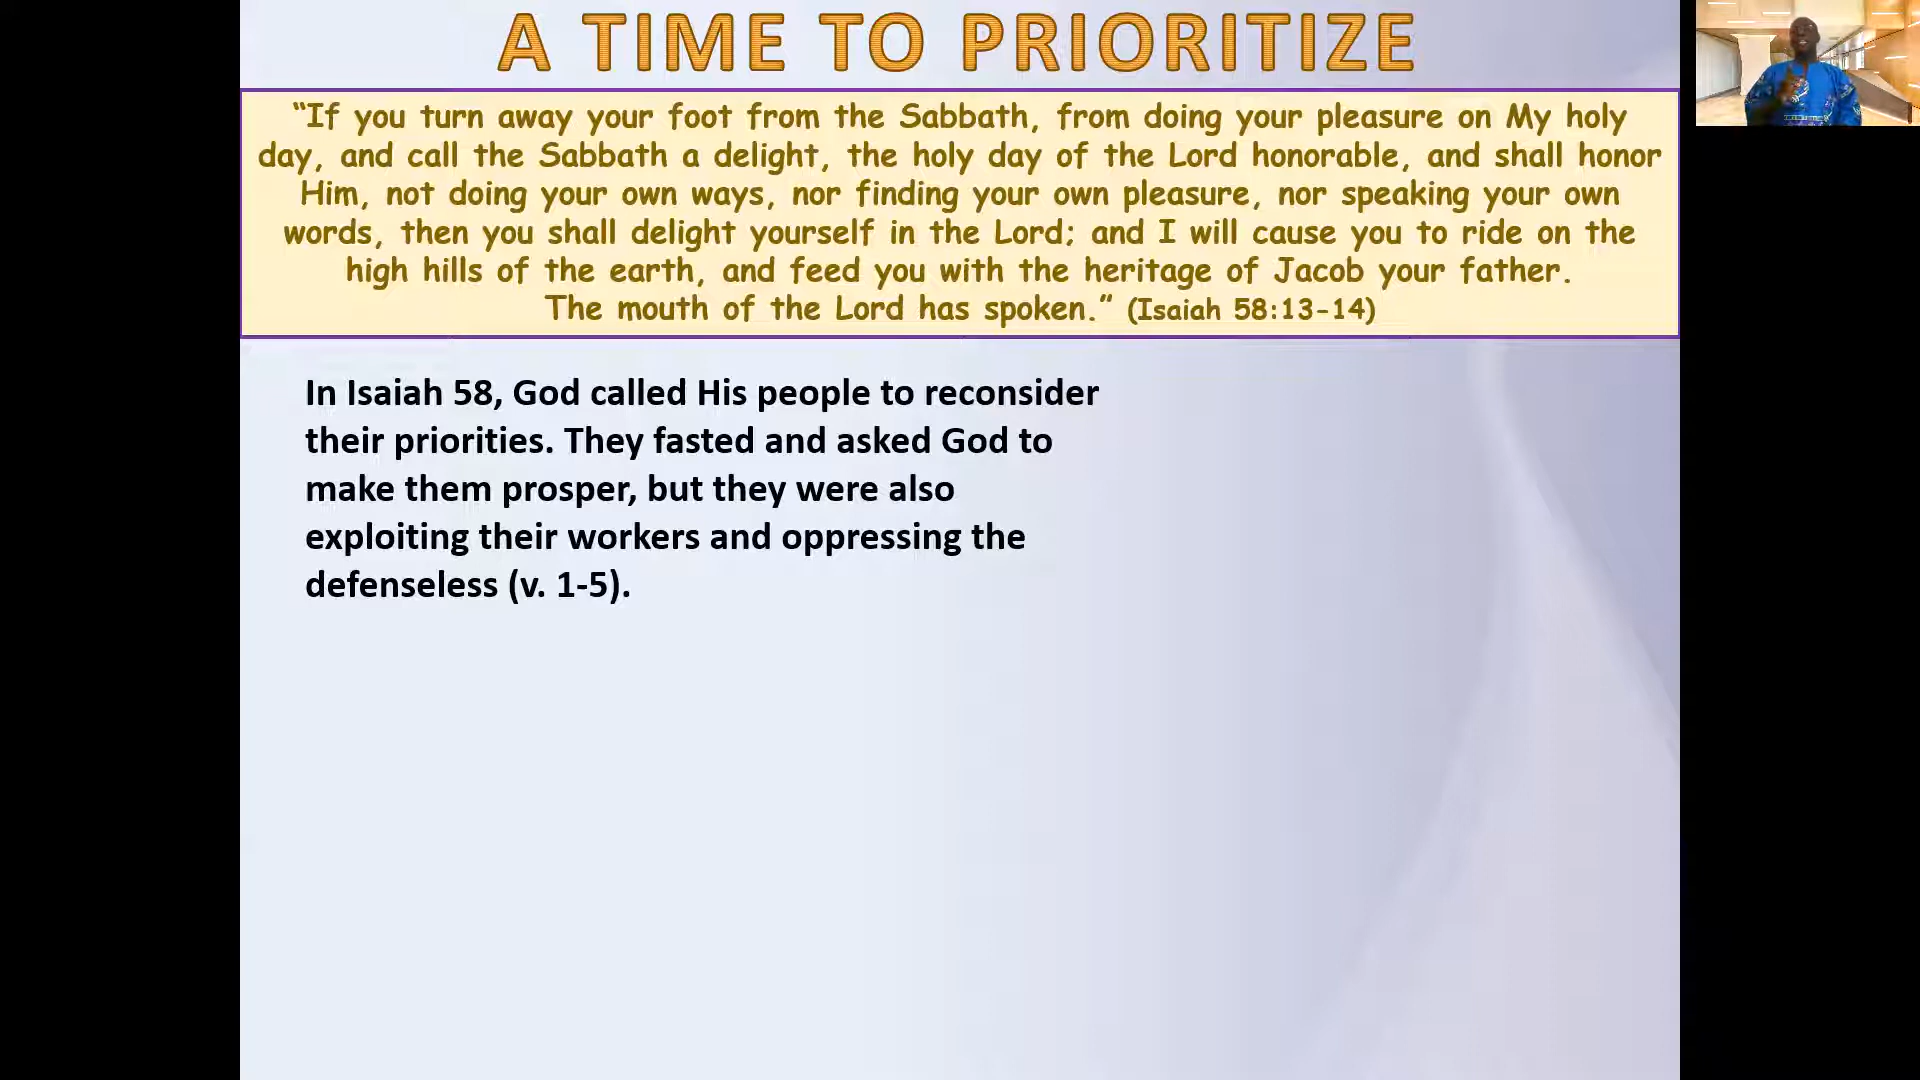 A TIME TO PRIORITIZE
“If you turn away your foot from the Sabbath, from doing your pleasure on My holy
day, and call the Sabbath a delight, the holy day of the Lord honorable, and shall honor
Him, not doing your own ways, nor finding your own pleasure, nor speaking your own
words, then you shall delight yourself in the Lord; and I will cause you to ride on the
high hills of the earth, and feed you with the heritage of Jacob your father.
The mouth of the Lord has spoken.” (Isaiah 58:13-14)
In Isaiah 58, God called His people to reconsider
their priorities. They fasted and asked God to
make them prosper, but they were also
exploiting their workers and oppressing the
defenseless (v. 1-5).